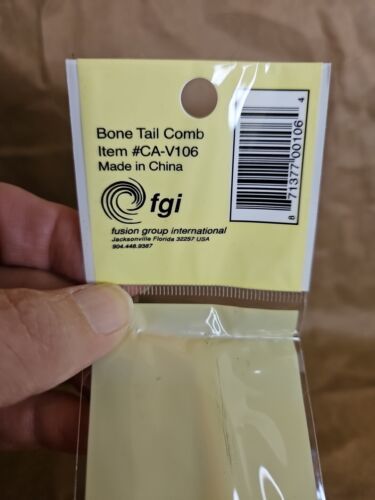 Bone Tail Comb
Item #CA-V106
Made in China
fgi
fusion group international
Jacksonville Florida 32257 USA
904.448.9387
8 71377 00106 4